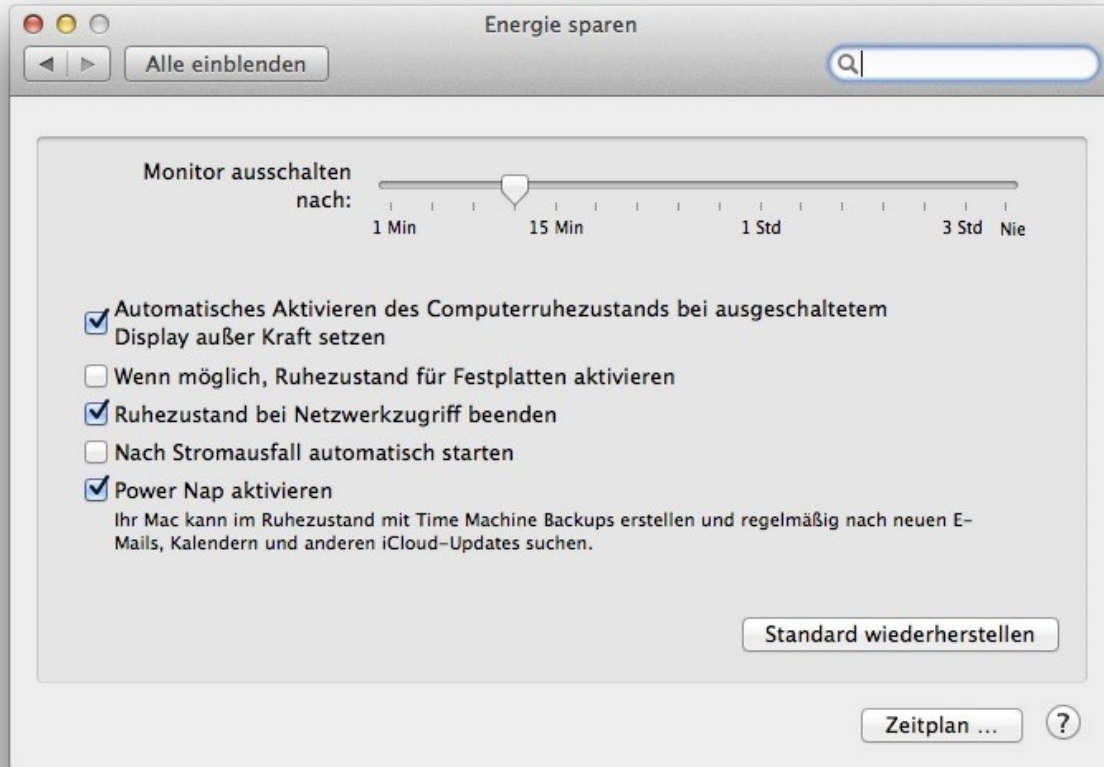 Energie sparen
Alle einblenden
Monitor ausschalten
nach:
1 Min 15 Min 1 Std 3 Std Nie
Automatisches Aktivieren des Computerruhezustands bei ausgeschaltetem
Display außer Kraft setzen
Wenn möglich, Ruhezustand für Festplatten aktivieren
Ruhezustand bei Netzwerkzugriff beenden
Nach Stromausfall automatisch starten
Power Nap aktivieren
Ihr Mac kann im Ruhezustand mit Time Machine Backups erstellen und regelmäßig nach neuen E-
Mails, Kalendern und anderen iCloud-Updates suchen.
Standard wiederherstellen
Zeitplan ... ?